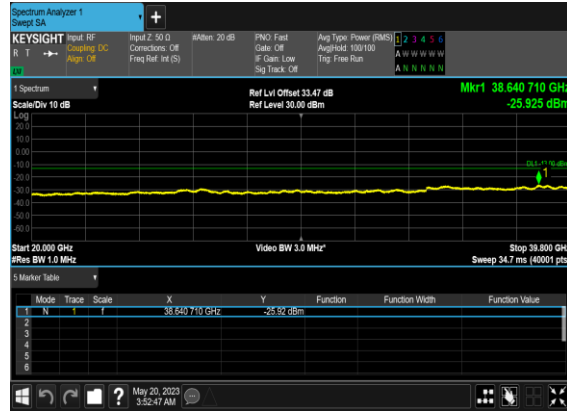 Spectrum Analyzer 1
Swept SA
KEYSIGHT
R T
Input: RF
Coupling: DC
Align: Off
Input Z: 50 Ω
Corrections: Off
Freq Ref: Int (S)
#Atten: 20 dB
PNO: Fast
Gate: Off
IF Gain: Low
Sig Track: Off
Avg Type: Power (RMS)
Avg|Hold: 100/100
Trig: Free Run
1 2 3 4 5 6
A W W W W W
A N N N N N
1 Spectrum
Scale/Div 10 dB
Ref Lvl Offset 33.47 dB
Ref Level 30.00 dBm
Mkr1 38.640 710 GHz
-25.925 dBm
Log
20.0
10.0
0.00
-10.0
-20.0
-30.0
-40.0
-50.0
-60.0
DL1 -13.00 dBm
1
Start 20.000 GHz
#Res BW 1.0 MHz
Video BW 3.0 MHz*
Stop 39.800 GHz
Sweep 34.7 ms (40001 pts)
5 Marker Table
Mode Trace Scale X Y Function Function Width Function Value
1 N 1 f 38.640 710 GHz -25.92 dBm
2
3
4
5
6
May 20, 2023
3:52:47 AM